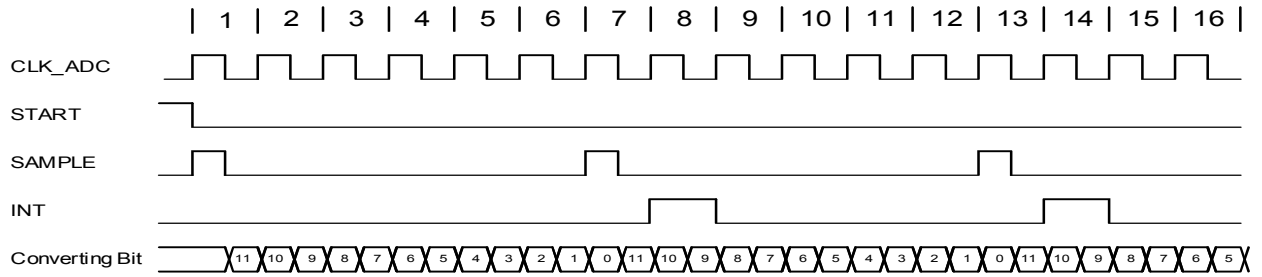 | 1 | 2 | 3 | 4 | 5 | 6 | 7 | 8 | 9 | 10 | 11 | 12 | 13 | 14 | 15 | 16 |
CLK_ADC
START
SAMPLE
INT
Converting Bit 11 10 9 8 7 6 5 4 3 2 1 0 11 10 9 8 7 6 5 4 3 2 1 0 11 10 9 8 7 6 5